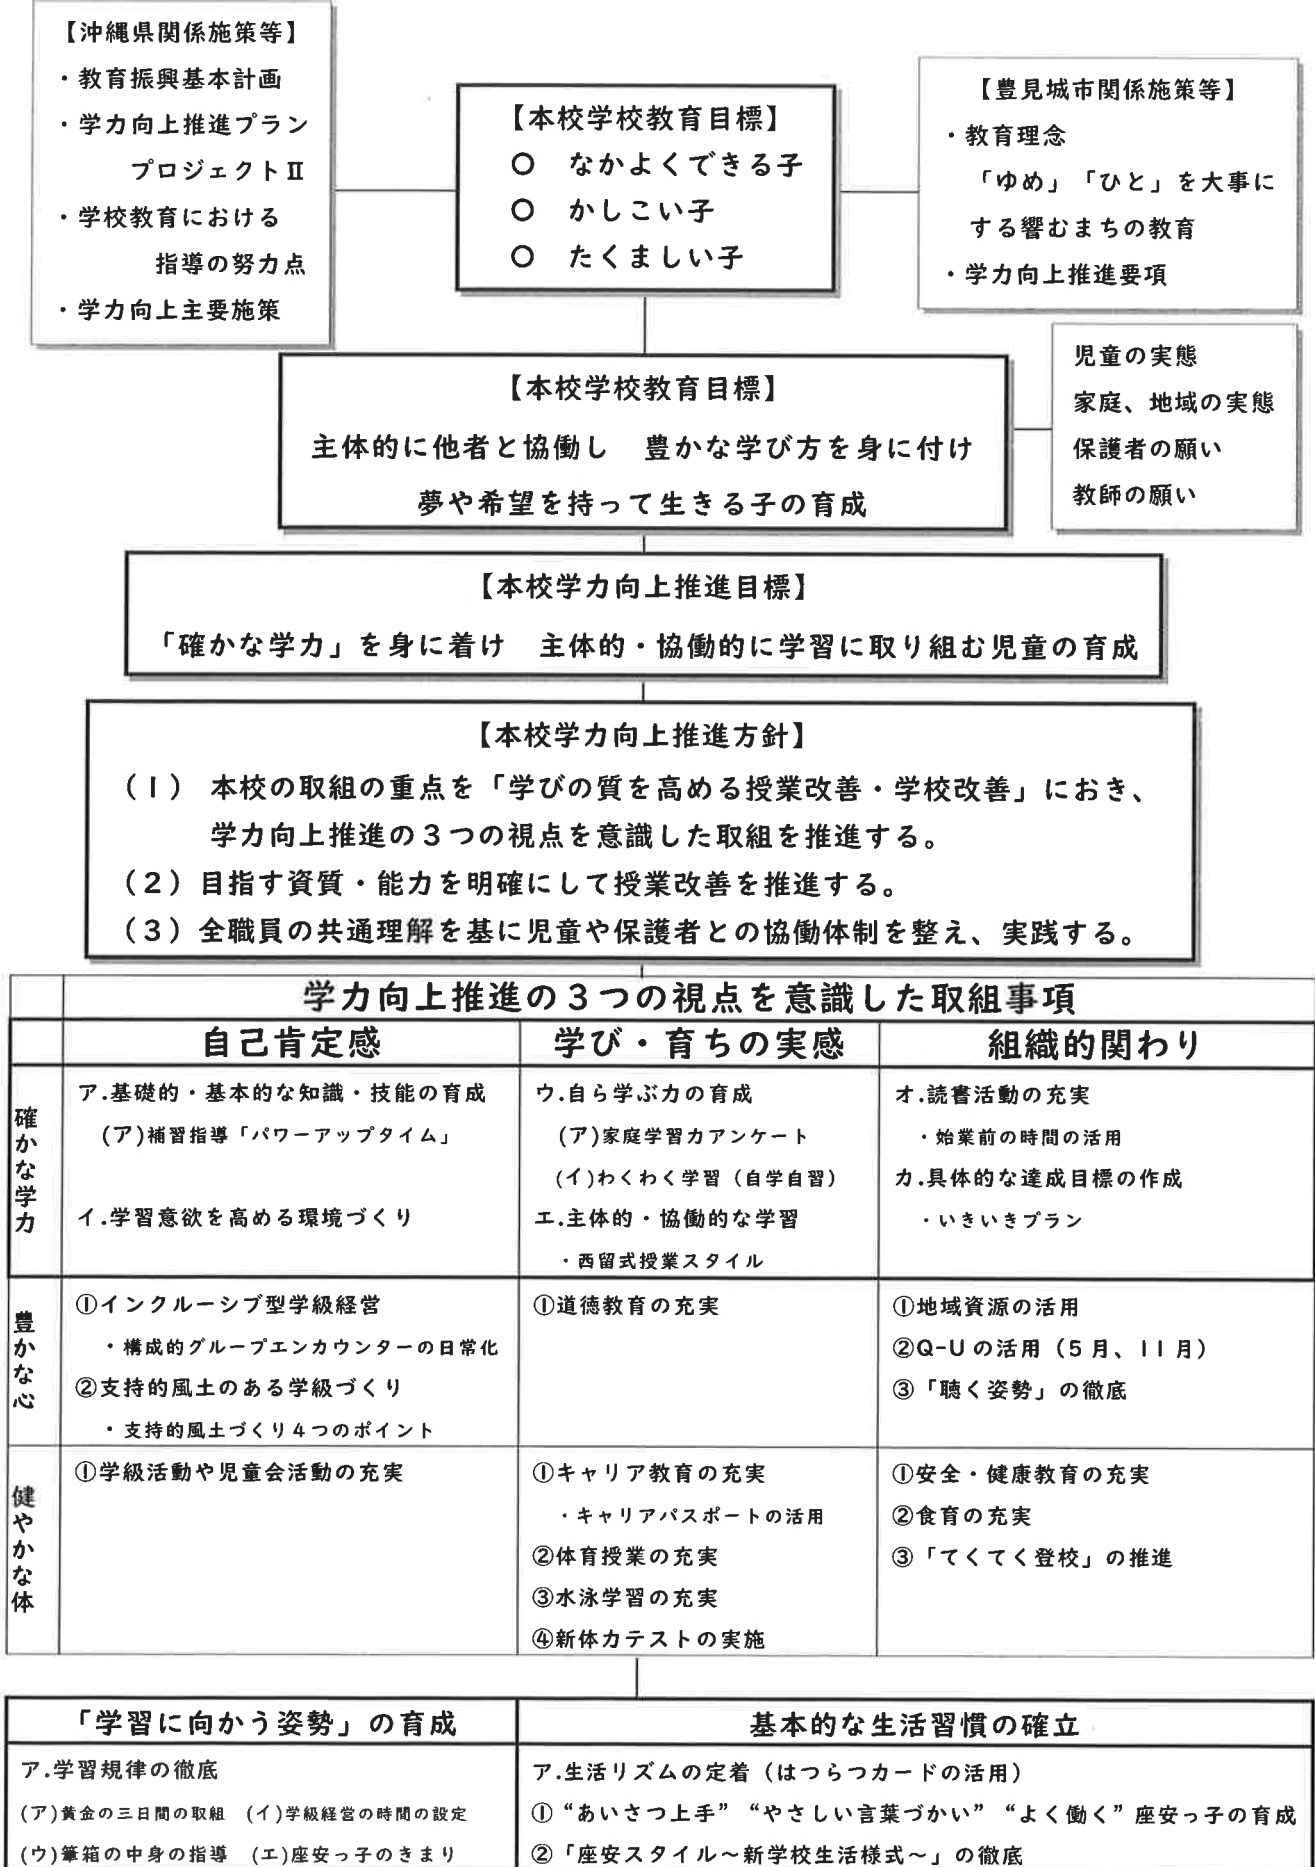 【沖縄県関係施策等】
・教育振興基本計画
・学力向上推進プラン
プロジェクトⅡ
・学校教育における
指導の努力点
・学力向上主要施策
【本校学校教育目標】
○ なかよくできる子
○ かしこい子
○ たくましい子
【豊見城市関係施策等】
・教育理念
「ゆめ」「ひと」を大事に
する響むまちの教育
・学力向上推進要項
児童の実態
家庭、地域の実態
保護者の願い
教師の願い
【本校学校教育目標】
主体的に他者と協働し 豊かな学び方を身に付け
夢や希望を持って生きる子の育成
【本校学力向上推進目標】
「確かな学力」を身に着け 主体的・協働的に学習に取り組む児童の育成
【本校学力向上推進方針】
(1) 本校の取組の重点を「学びの質を高める授業改善・学校改善」におき、
学力向上推進の3つの視点を意識した取組を推進する。
(2)目指す資質・能力を明確にして授業改善を推進する。
(3)全職員の共通理解を基に児童や保護者との協働体制を整え、実践する。
学力向上推進の3つの視点を意識した取組事項
自己肯定感
学び・育ちの実感
組織的関わり
確かな学力
ア.基礎的・基本的な知識・技能の育成
(ア)補習指導「パワーアップタイム」
イ.学習意欲を高める環境づくり
ウ.自ら学ぶ力の育成
(ア)家庭学習力アンケート
(イ)わくわく学習(自学自習)
エ.主体的・協働的な学習
・西留式授業スタイル
オ.読書活動の充実
・始業前の時間の活用
カ.具体的な達成目標の作成
・いきいきプラン
豊かな心
①インクルーシブ型学級経営
・構成的グループエンカウンターの日常化
②支持的風土のある学級づくり
・支持的風土づくり4つのポイント
①道徳教育の充実
①地域資源の活用
②Q-Uの活用(5月、11月)
③「聴く姿勢」の徹底
健やかな体
①学級活動や児童会活動の充実
①キャリア教育の充実
・キャリアパスポートの活用
②体育授業の充実
③水泳学習の充実
④新体力テストの実施
①安全・健康教育の充実
②食育の充実
③「てくてく登校」の推進
「学習に向かう姿勢」の育成
ア.学習規律の徹底
(ア)黄金の三日間の取組 (イ)学級経営の時間の設定
(ウ)筆箱の中身の指導 (エ)座安っ子のきまり
基本的な生活習慣の確立
ア.生活リズムの定着(はつらつカードの活用)
①“あいさつ上手”“やさしい言葉づかい”“よく働く”座安っ子の育成
②「座安スタイル～新学校生活様式～」の徹底